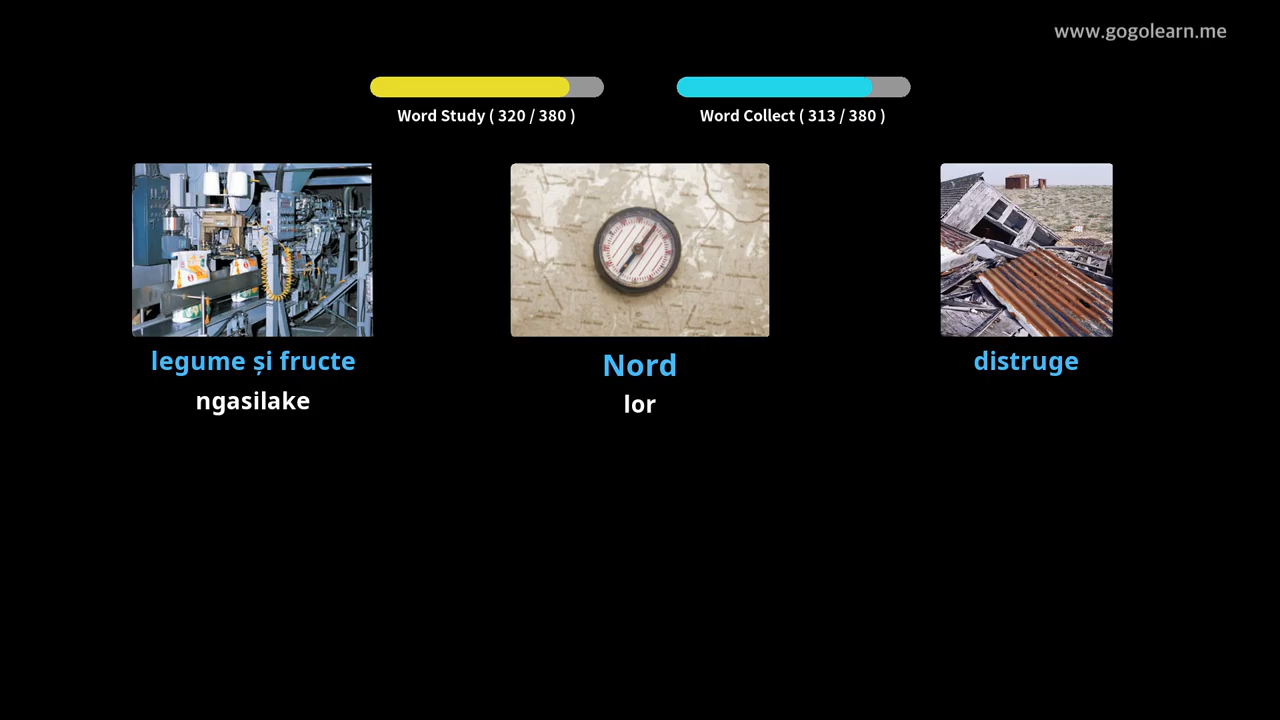 www.gogolearn.me
Word Study ( 320 / 380 )
Word Collect ( 313 / 380 )
legume și fructe
ngasilake
Nord
lor
distruge